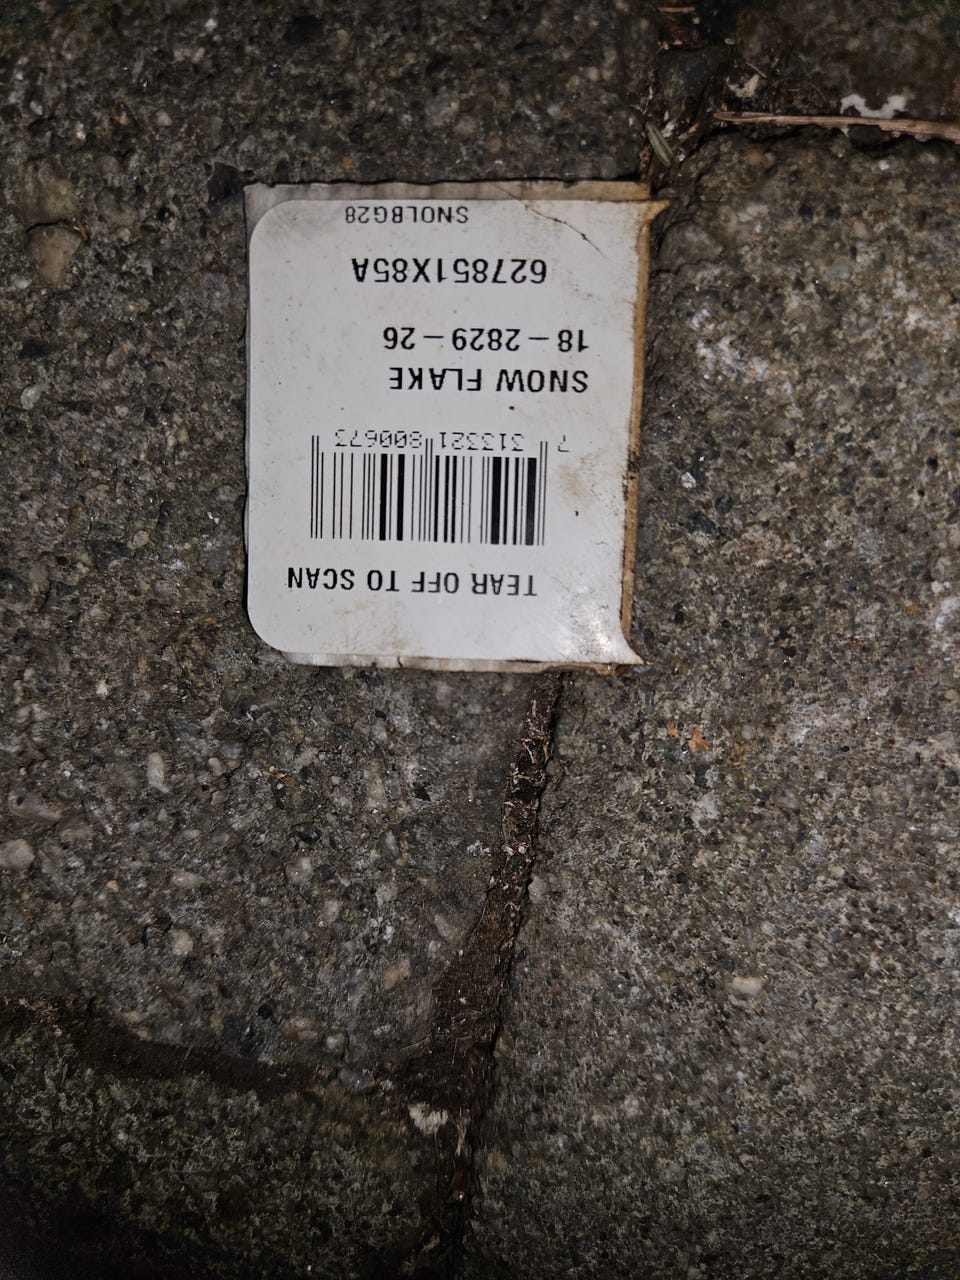 TEAR OFF TO SCAN
7 313321 800673
SNOW FLAKE
18 - 2829 - 26
627851X85A
SNOLBG28